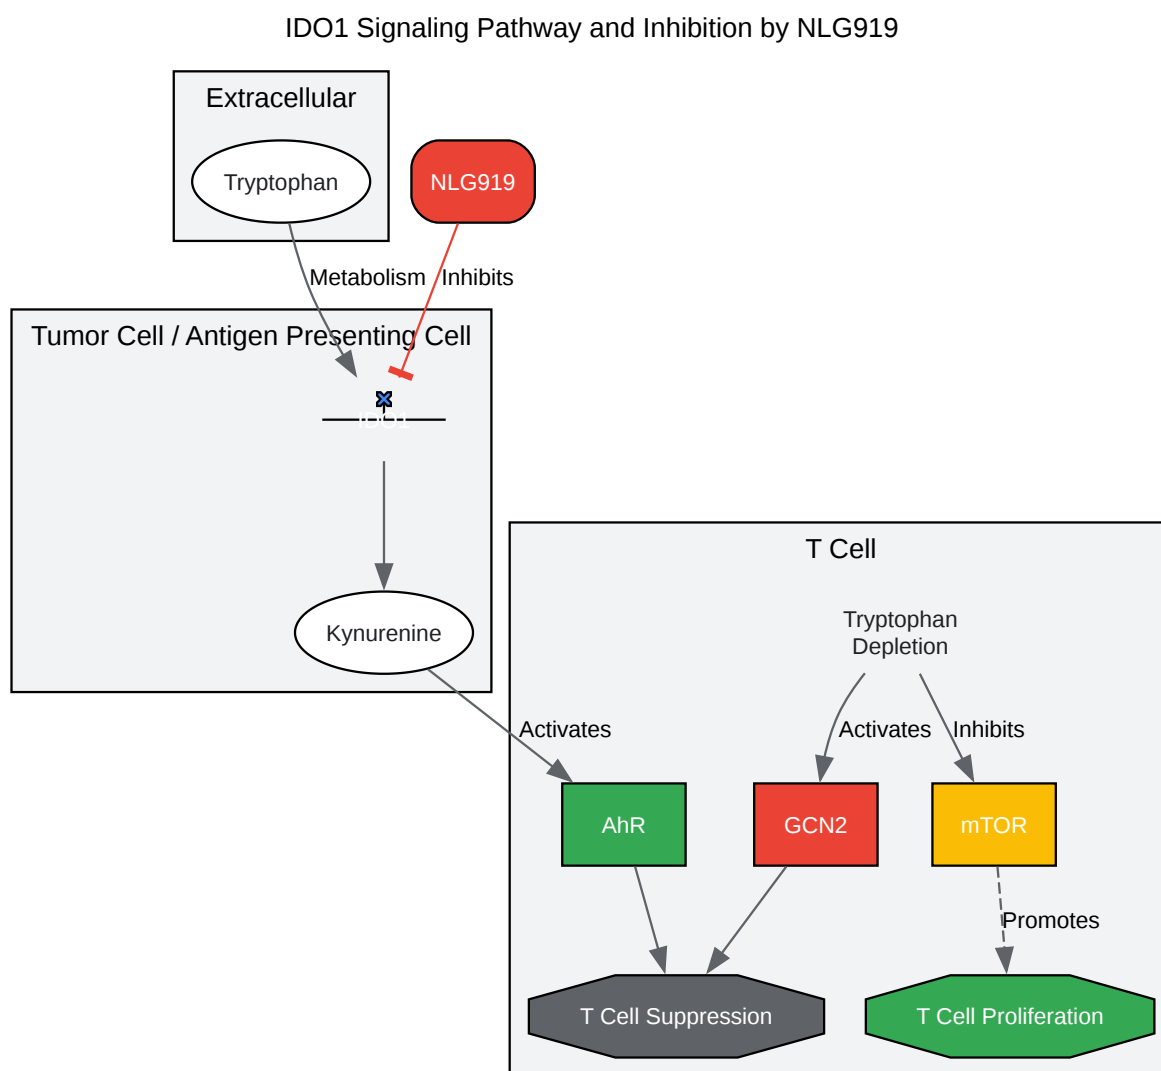 IDO1 Signaling Pathway and Inhibition by NLG919
Extracellular
Tryptophan
NLG919
Metabolism
Inhibits
Tumor Cell / Antigen Presenting Cell
IDO1
Kynurenine
T Cell
Tryptophan
Depletion
Activates
Activates
Inhibits
AhR
GCN2
mTOR
Promotes
T Cell Suppression
T Cell Proliferation